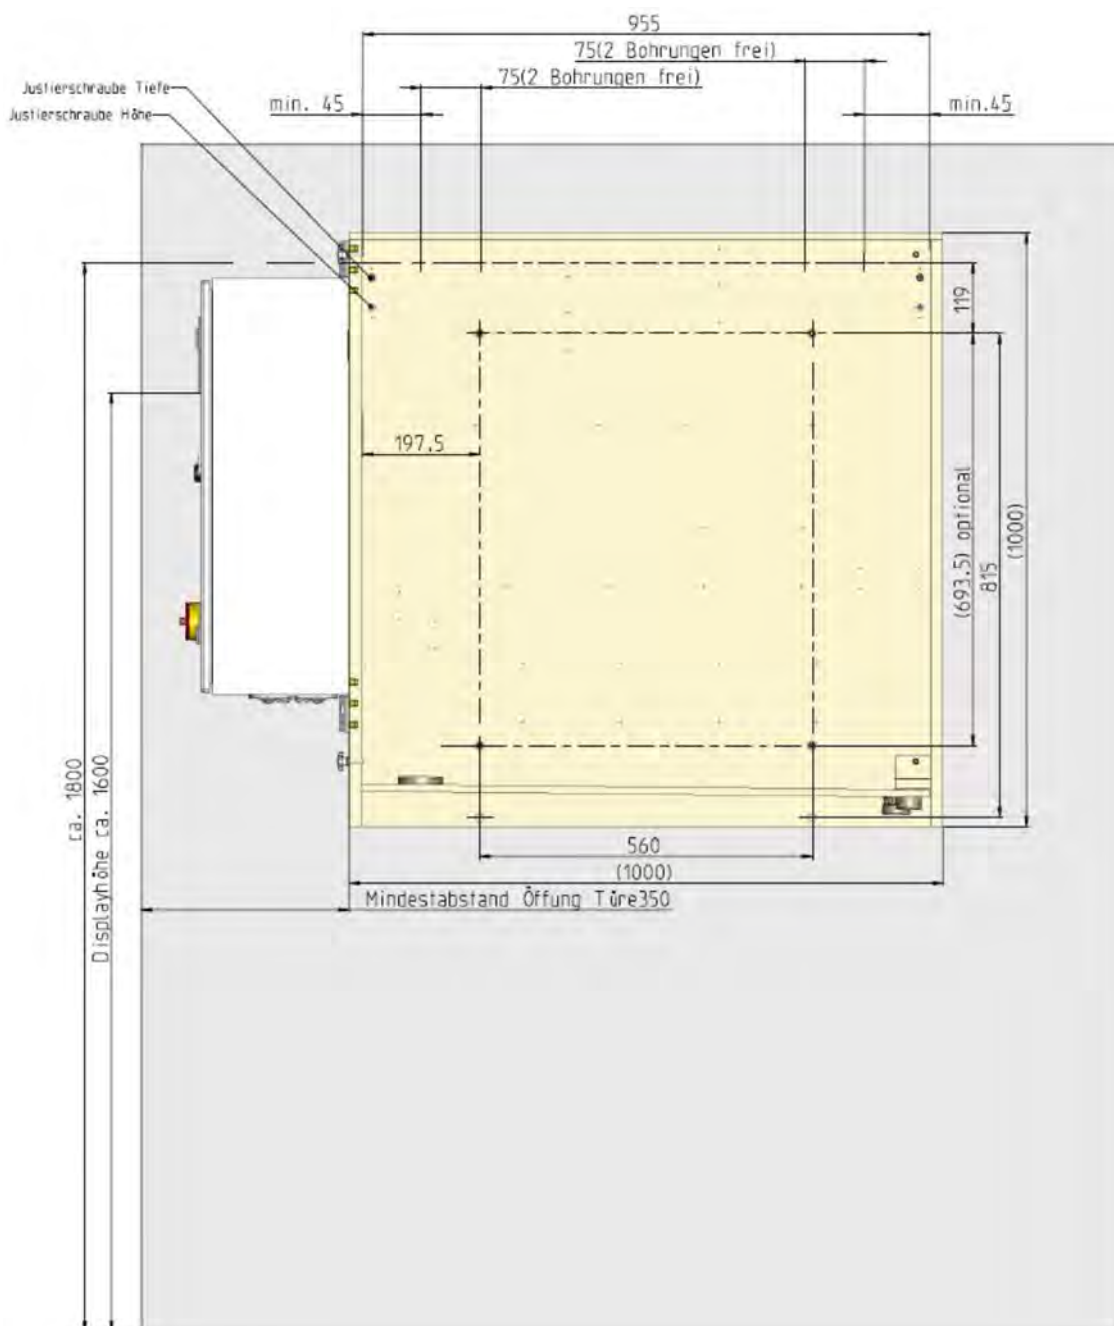 955
75(2 Bohrungen frei)
75(2 Bohrungen frei)
Justierschraube Tiefe
min. 45
min.45
Justierschraube Höhe
119
197.5
(693.5) optional
815
(1000)
ca. 1800
Displayhöhe ca. 1600
560
(1000)
Mindestabstand Öffung Türe350